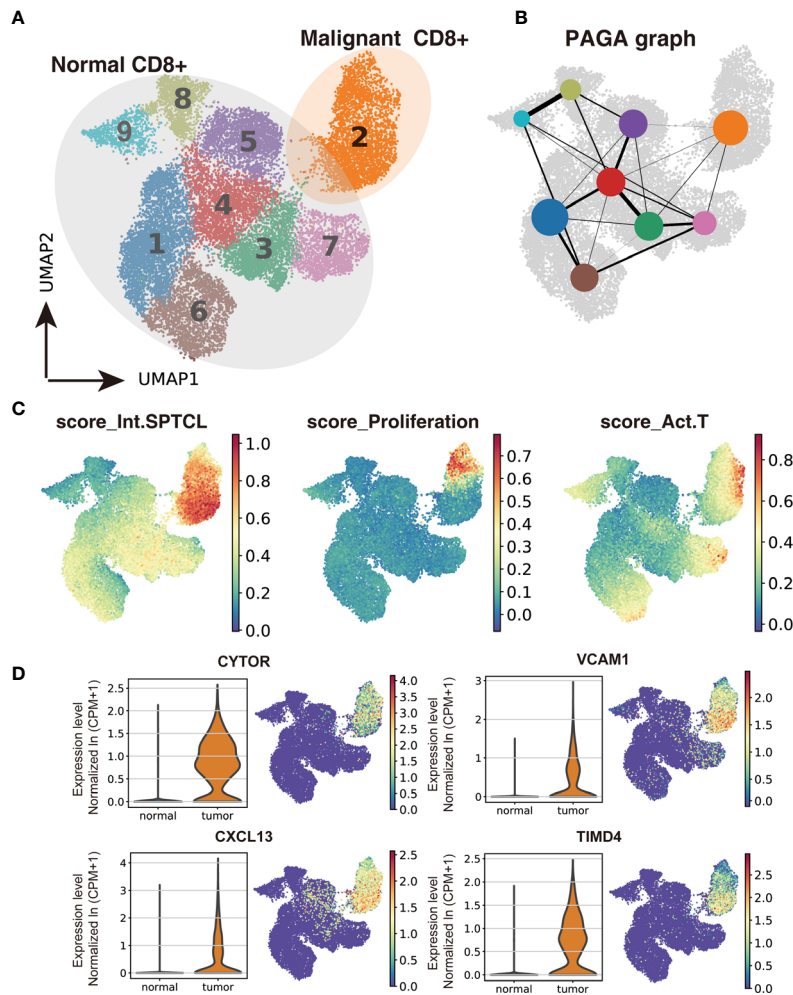 A
B
Normal CD8+
Malignant CD8+
PAGA graph
8
9
5
2
4
1
3
7
6
UMAP2
UMAP1
C
score_Int.SPTCL
score_Proliferation
score_Act.T
1.0
0.8
0.6
0.4
0.2
0.0
0.7
0.6
0.5
0.4
0.3
0.2
0.1
0.0
0.8
0.6
0.4
0.2
0.0
D
CYTOR
Expression level
Normalized ln (CPM+1)
2.5
2.0
1.5
1.0
0.5
0.0
normal
tumor
4.0
3.5
3.0
2.5
2.0
1.5
1.0
0.5
0.0
VCAM1
Expression level
Normalized ln (CPM+1)
3
2
1
0
normal
tumor
2.0
1.5
1.0
0.5
0.0
CXCL13
Expression level
Normalized ln (CPM+1)
4
3
2
1
0
normal
tumor
2.5
2.0
1.5
1.0
0.5
0.0
TIMD4
Expression level
Normalized ln (CPM+1)
2.5
2.0
1.5
1.0
0.5
0.0
normal
tumor
2.5
2.0
1.5
1.0
0.5
0.0